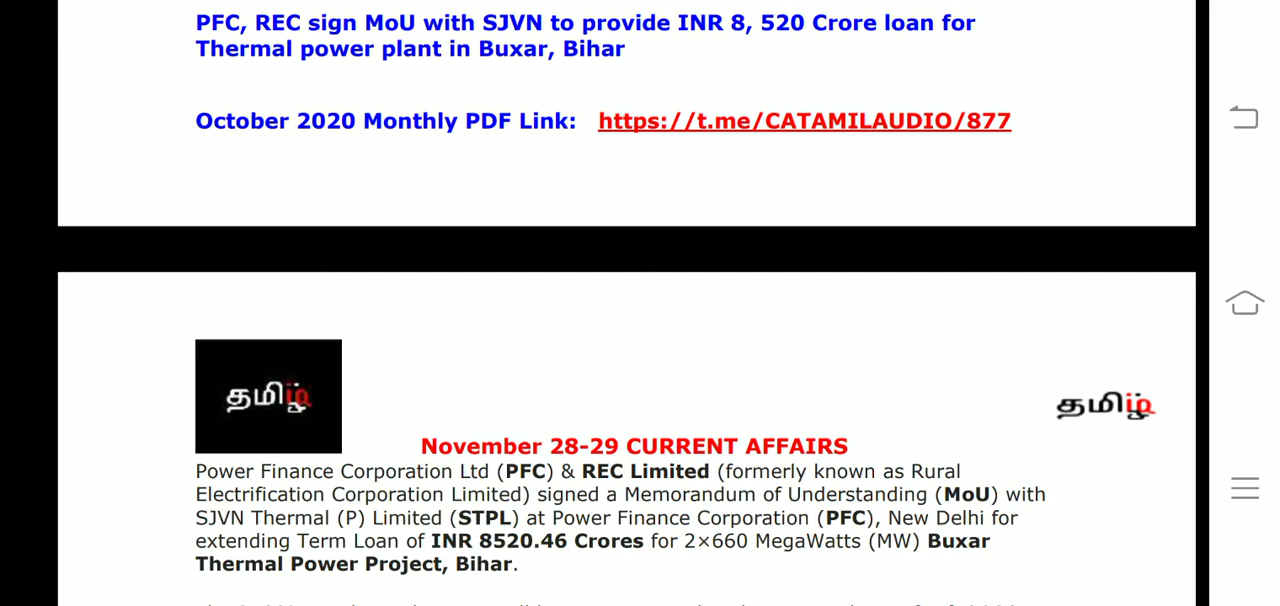 PFC, REC sign MoU with SJVN to provide INR 8, 520 Crore loan for
Thermal power plant in Buxar, Bihar
October 2020 Monthly PDF Link: https://t.me/CATAMILAUDIO/877
தமிழ்
தமிழ்
November 28-29 CURRENT AFFAIRS
Power Finance Corporation Ltd (PFC) & REC Limited (formerly known as Rural
Electrification Corporation Limited) signed a Memorandum of Understanding (MoU) with
SJVN Thermal (P) Limited (STPL) at Power Finance Corporation (PFC), New Delhi for
extending Term Loan of INR 8520.46 Crores for 2×660 MegaWatts (MW) Buxar
Thermal Power Project, Bihar.